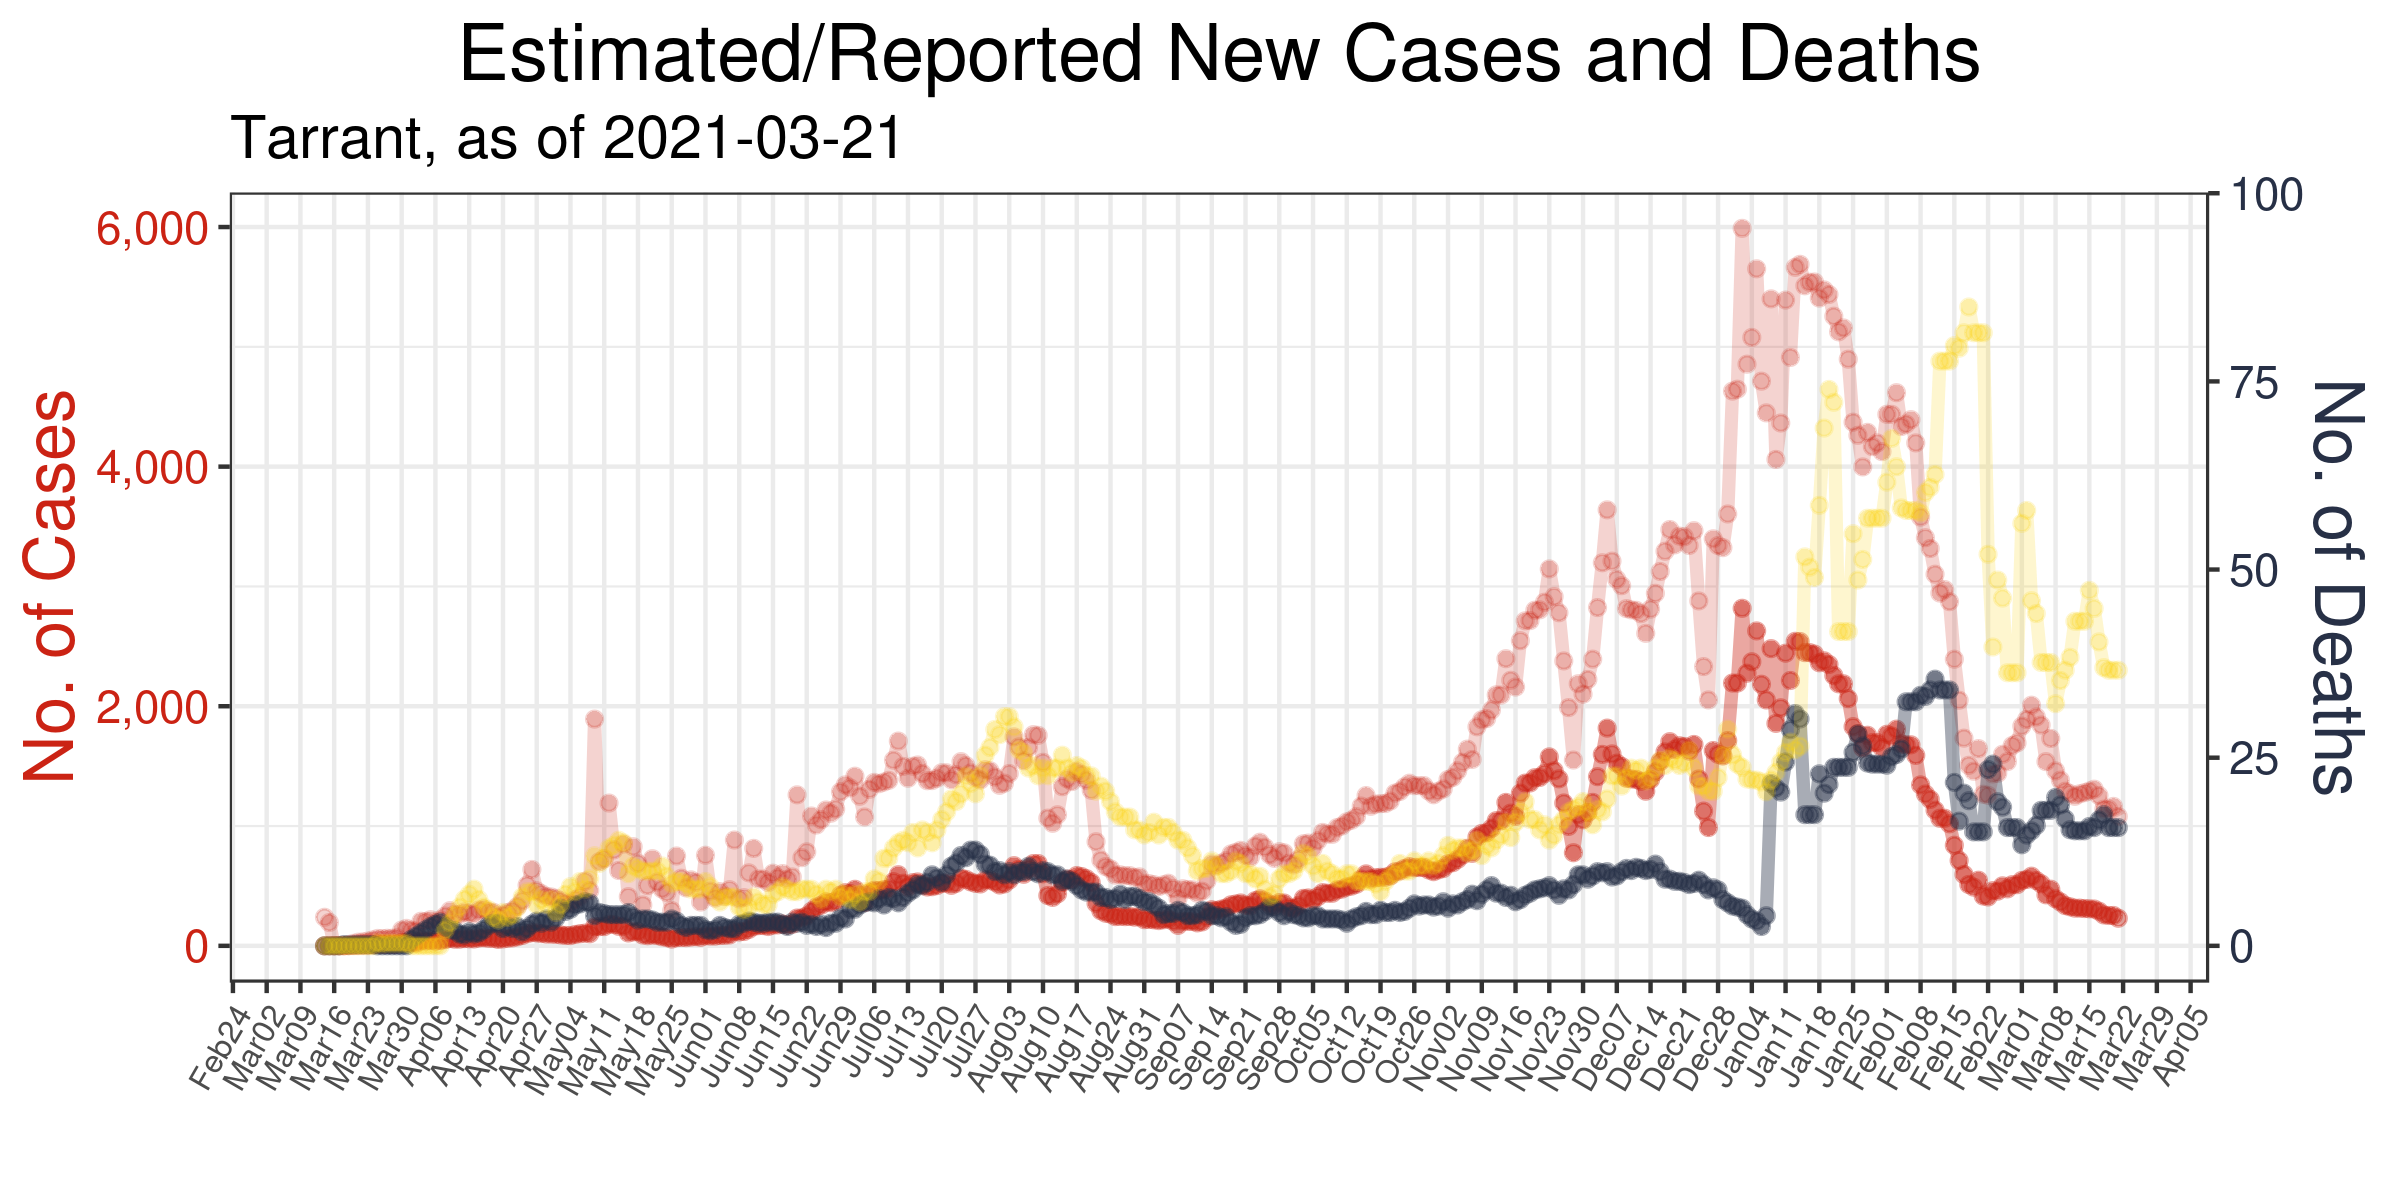 Estimated/Reported New Cases and Deaths
Tarrant, as of 2021-03-21
No. of Cases
6,000
4,000
2,000
0
100
75
50
25
0
No. of Deaths
Feb24 Mar02 Mar09 Mar16 Mar23 Mar30 Apr06 Apr13 Apr20 Apr27 May04 May11 May18 May25 Jun01 Jun08 Jun15 Jun22 Jun29 Jul06 Jul13 Jul20 Jul27 Aug03 Aug10 Aug17 Aug24 Aug31 Sep07 Sep14 Sep21 Sep28 Oct05 Oct12 Oct19 Oct26 Nov02 Nov09 Nov16 Nov23 Nov30 Dec07 Dec14 Dec21 Dec28 Jan04 Jan11 Jan18 Jan25 Feb01 Feb08 Feb15 Feb22 Mar01 Mar08 Mar15 Mar22 Mar29 Apr05